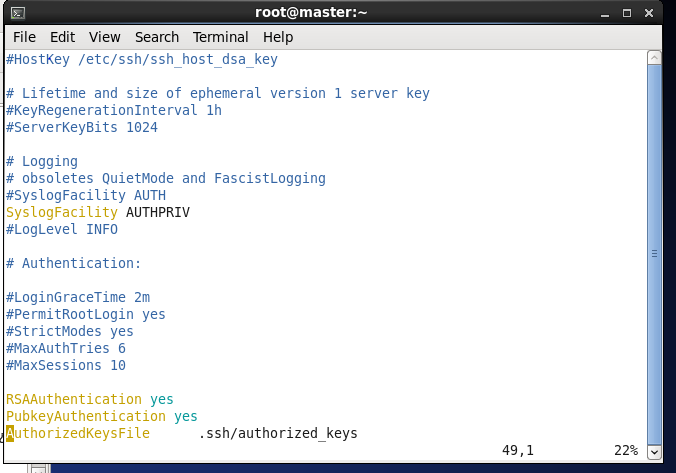 root@master:~
File Edit View Search Terminal Help
#HostKey /etc/ssh/ssh_host_dsa_key
# Lifetime and size of ephemeral version 1 server key
#KeyRegenerationInterval 1h
#ServerKeyBits 1024
# Logging
# obsoletes QuietMode and FascistLogging
#SyslogFacility AUTH
SyslogFacility AUTHPRIV
#LogLevel INFO
# Authentication:
#LoginGraceTime 2m
#PermitRootLogin yes
#StrictModes yes
#MaxAuthTries 6
#MaxSessions 10
RSAAuthentication yes
PubkeyAuthentication yes
AuthorizedKeysFile .ssh/authorized_keys
49,1 22%